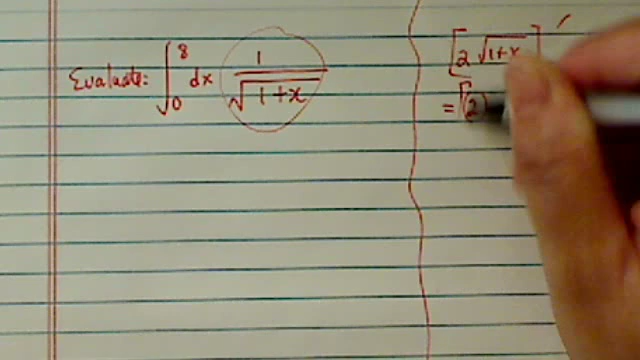 Evaluate: ∫₀⁸ dx 1/√(1+x)
[2 √(1+x)]′
= [(2)